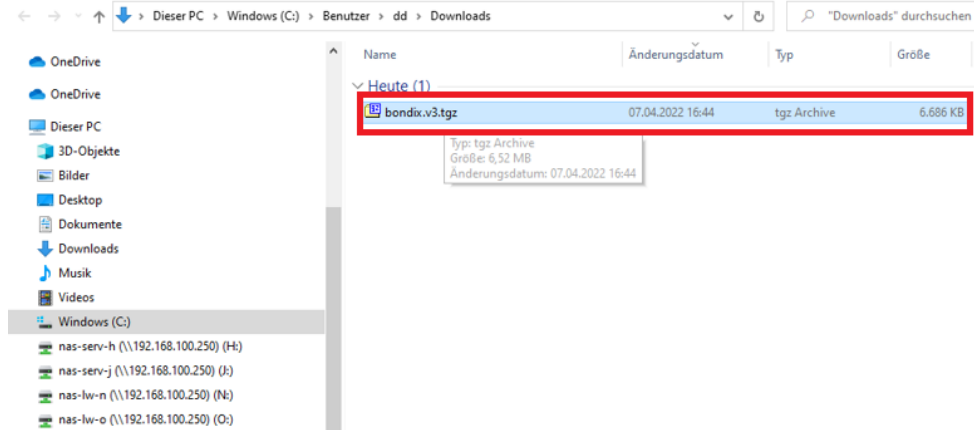 Dieser PC > Windows (C:) > Benutzer > dd > Downloads
"Downloads" durchsuchen
OneDrive
OneDrive
Dieser PC
3D-Objekte
Bilder
Desktop
Dokumente
Downloads
Musik
Videos
Windows (C:)
nas-serv-h (\\192.168.100.250) (H:)
nas-serv-j (\\192.168.100.250) (J:)
nas-lw-n (\\192.168.100.250) (N:)
nas-lw-o (\\192.168.100.250) (O:)
Name Änderungsdatum Typ Größe
Heute (1)
bondix.v3.tgz 07.04.2022 16:44 tgz Archive 6.686 KB
Typ: tgz Archive
Größe: 6,52 MB
Änderungsdatum: 07.04.2022 16:44